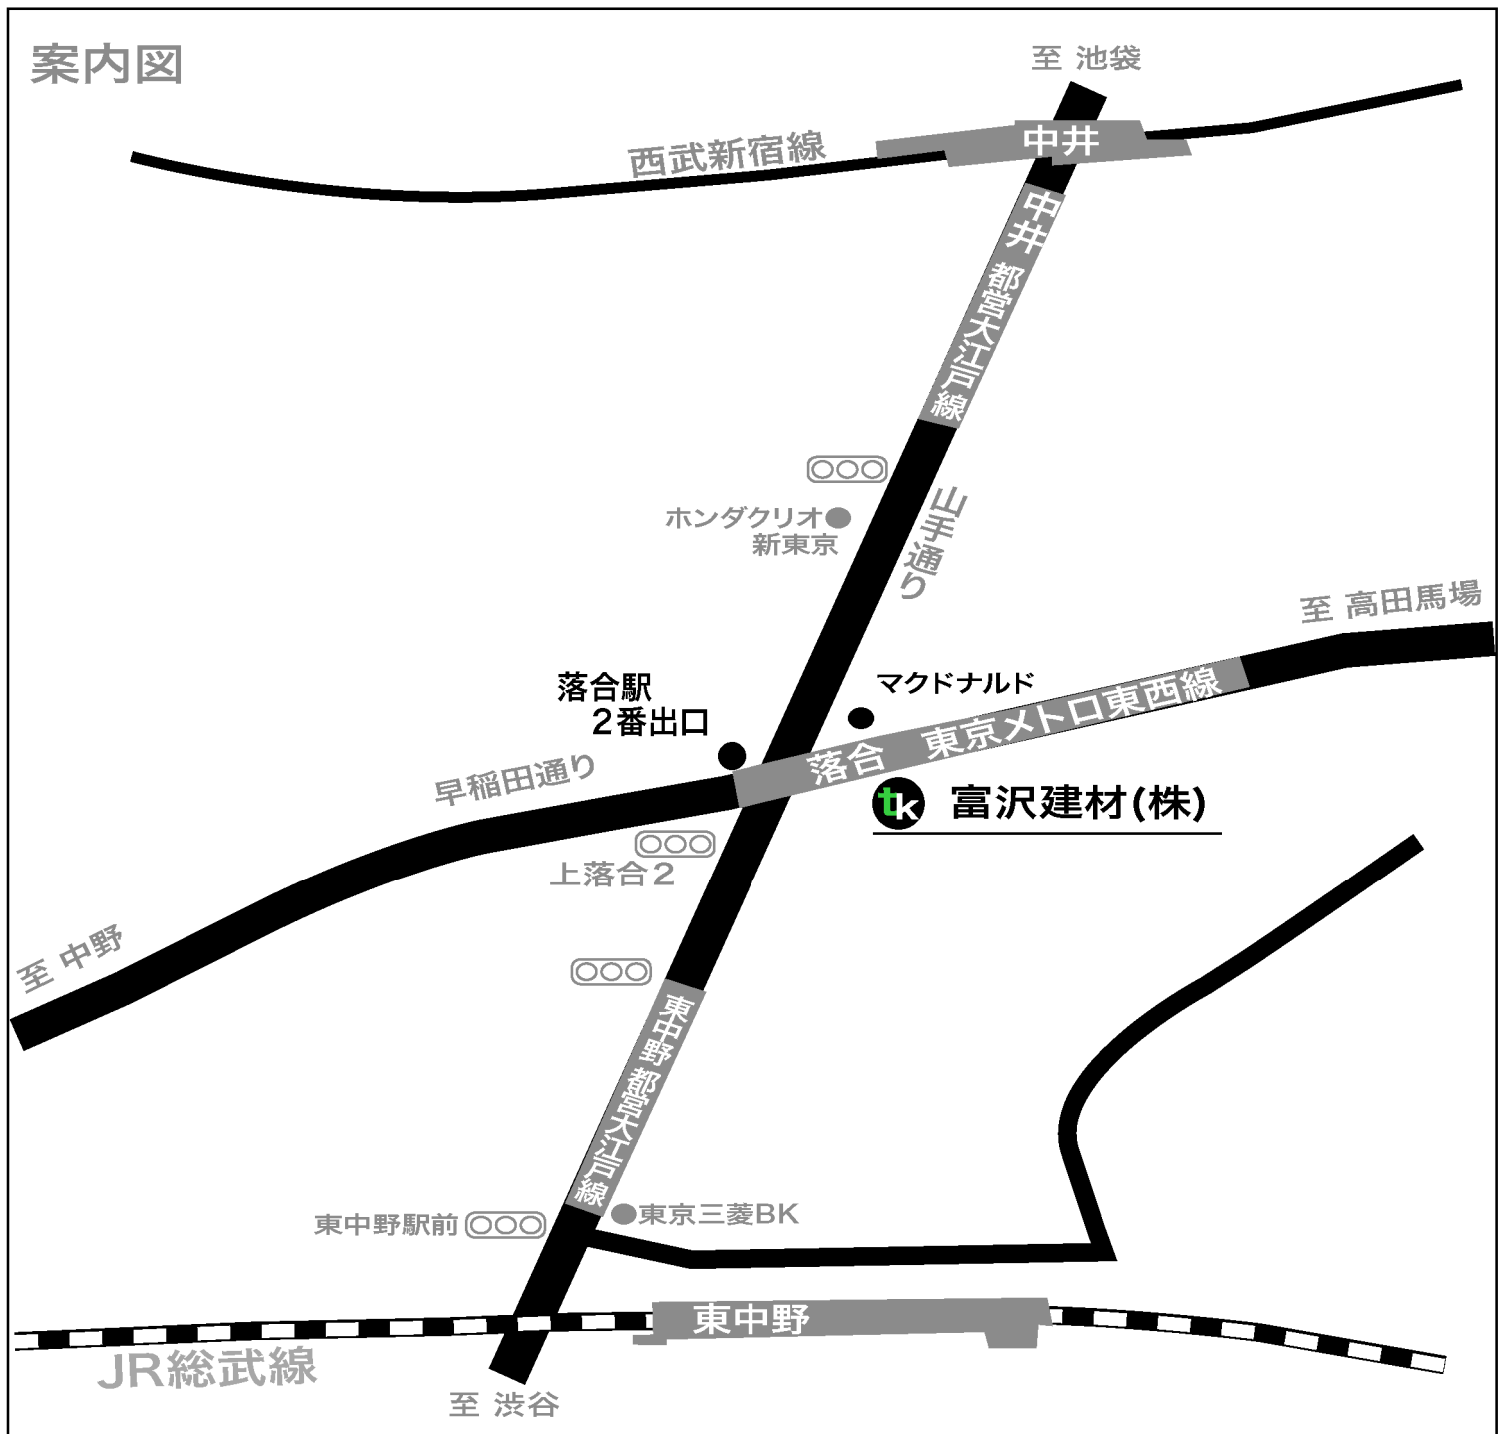 案内図
至 池袋
中井
西武新宿線
中井 都営大江戸線
ホンダクリオ
新東京
山手通り
至 高田馬場
落合駅
2番出口
マクドナルド
落合 東京メトロ東西線
早稲田通り
tk 富沢建材(株)
上落合2
至 中野
東中野 都営大江戸線
東中野駅前
東京三菱BK
東中野
JR総武線
至 渋谷